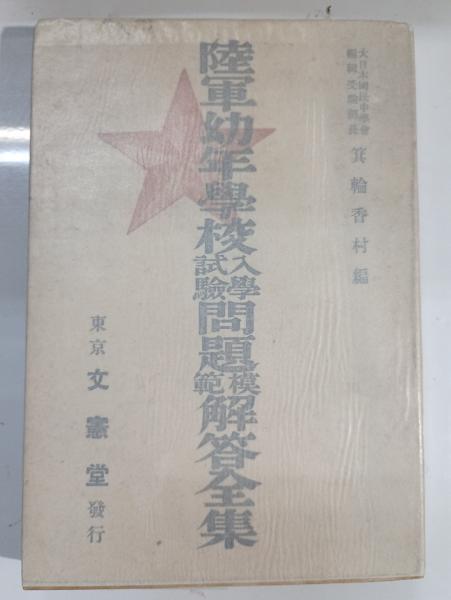 大日本國民中學會
編輯受驗部長
箕輪香村編
陸軍幼年學校入學試驗問題模範解答全集
東京文憲堂發行